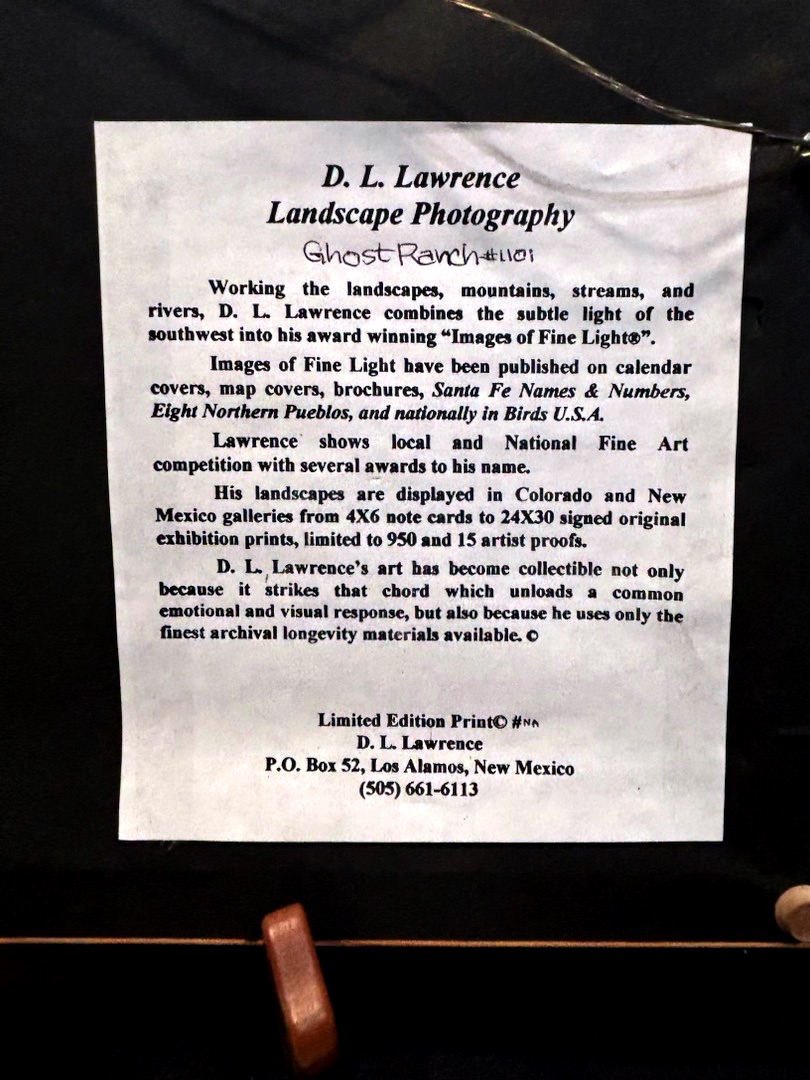 D. L. Lawrence
Landscape Photography
Ghost Ranch #1101
Working the landscapes, mountains, streams, and
rivers, D. L. Lawrence combines the subtle light of the
southwest into his award winning “Images of Fine Light®”.
Images of Fine Light have been published on calendar
covers, map covers, brochures, Santa Fe Names & Numbers,
Eight Northern Pueblos, and nationally in Birds U.S.A.
Lawrence shows local and National Fine Art
competition with several awards to his name.
His landscapes are displayed in Colorado and New
Mexico galleries from 4X6 note cards to 24X30 signed original
exhibition prints, limited to 950 and 15 artist proofs.
D. L. Lawrence’s art has become collectible not only
because it strikes that chord which unloads a common
emotional and visual response, but also because he uses only the
finest archival longevity materials available. ©
Limited Edition Print© #NA
D. L. Lawrence
P.O. Box 52, Los Alamos, New Mexico
(505) 661-6113